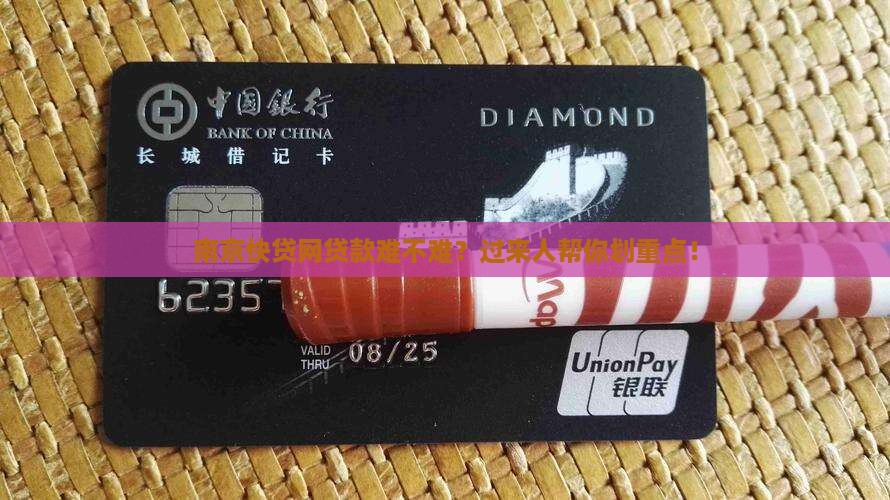 中国銀行
BANK OF CHINA
DIAMOND
长城借记卡
南京快贷网贷款难不难？过来人帮你划重点！
6235
VALID THRU 08/25
UnionPay
银联